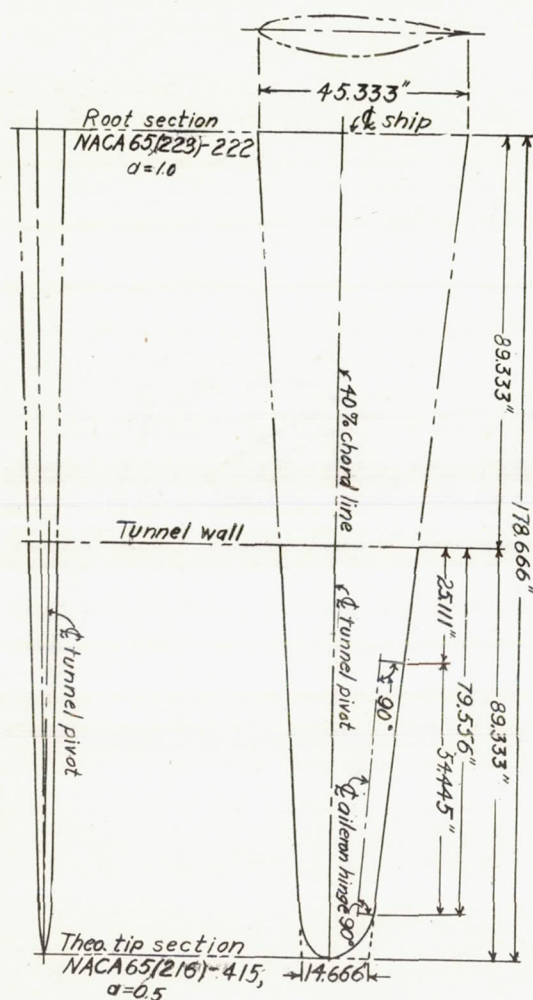 45.333"
Root section
NACA 65(223)-222
a=1.0
℄ ship
89.333"
40% chord line
178.666"
Tunnel wall
℄ tunnel pivot
℄ tunnel pivot
25.111"
90°
79.556"
89.333"
54.445"
℄ aileron hinge
90°
Theo. tip section
NACA 65(216)-415,
a=0.5
14.666"